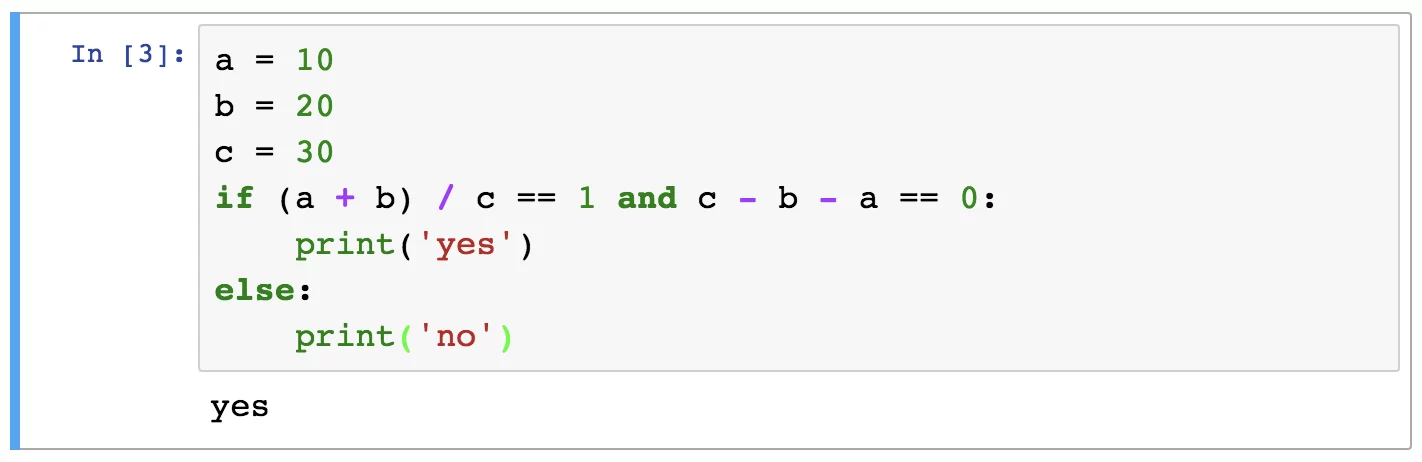 In [3]:
a = 10
b = 20
c = 30
if (a + b) / c == 1 and c - b - a == 0:
    print('yes')
else:
    print('no')
yes